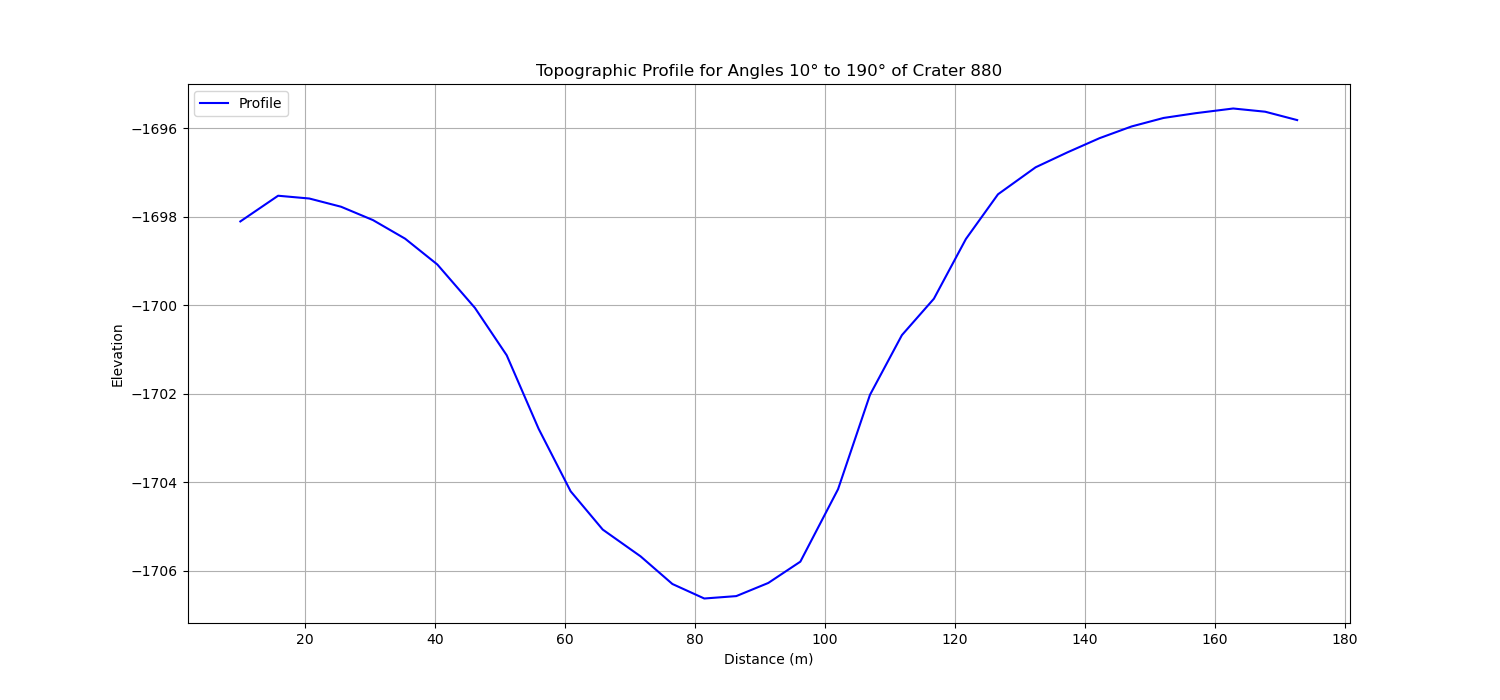 Topographic Profile for Angles 10° to 190° of Crater 880
Profile
−1696
−1698
−1700
−1702
−1704
−1706
Elevation
20 40 60 80 100 120 140 160 180
Distance (m)